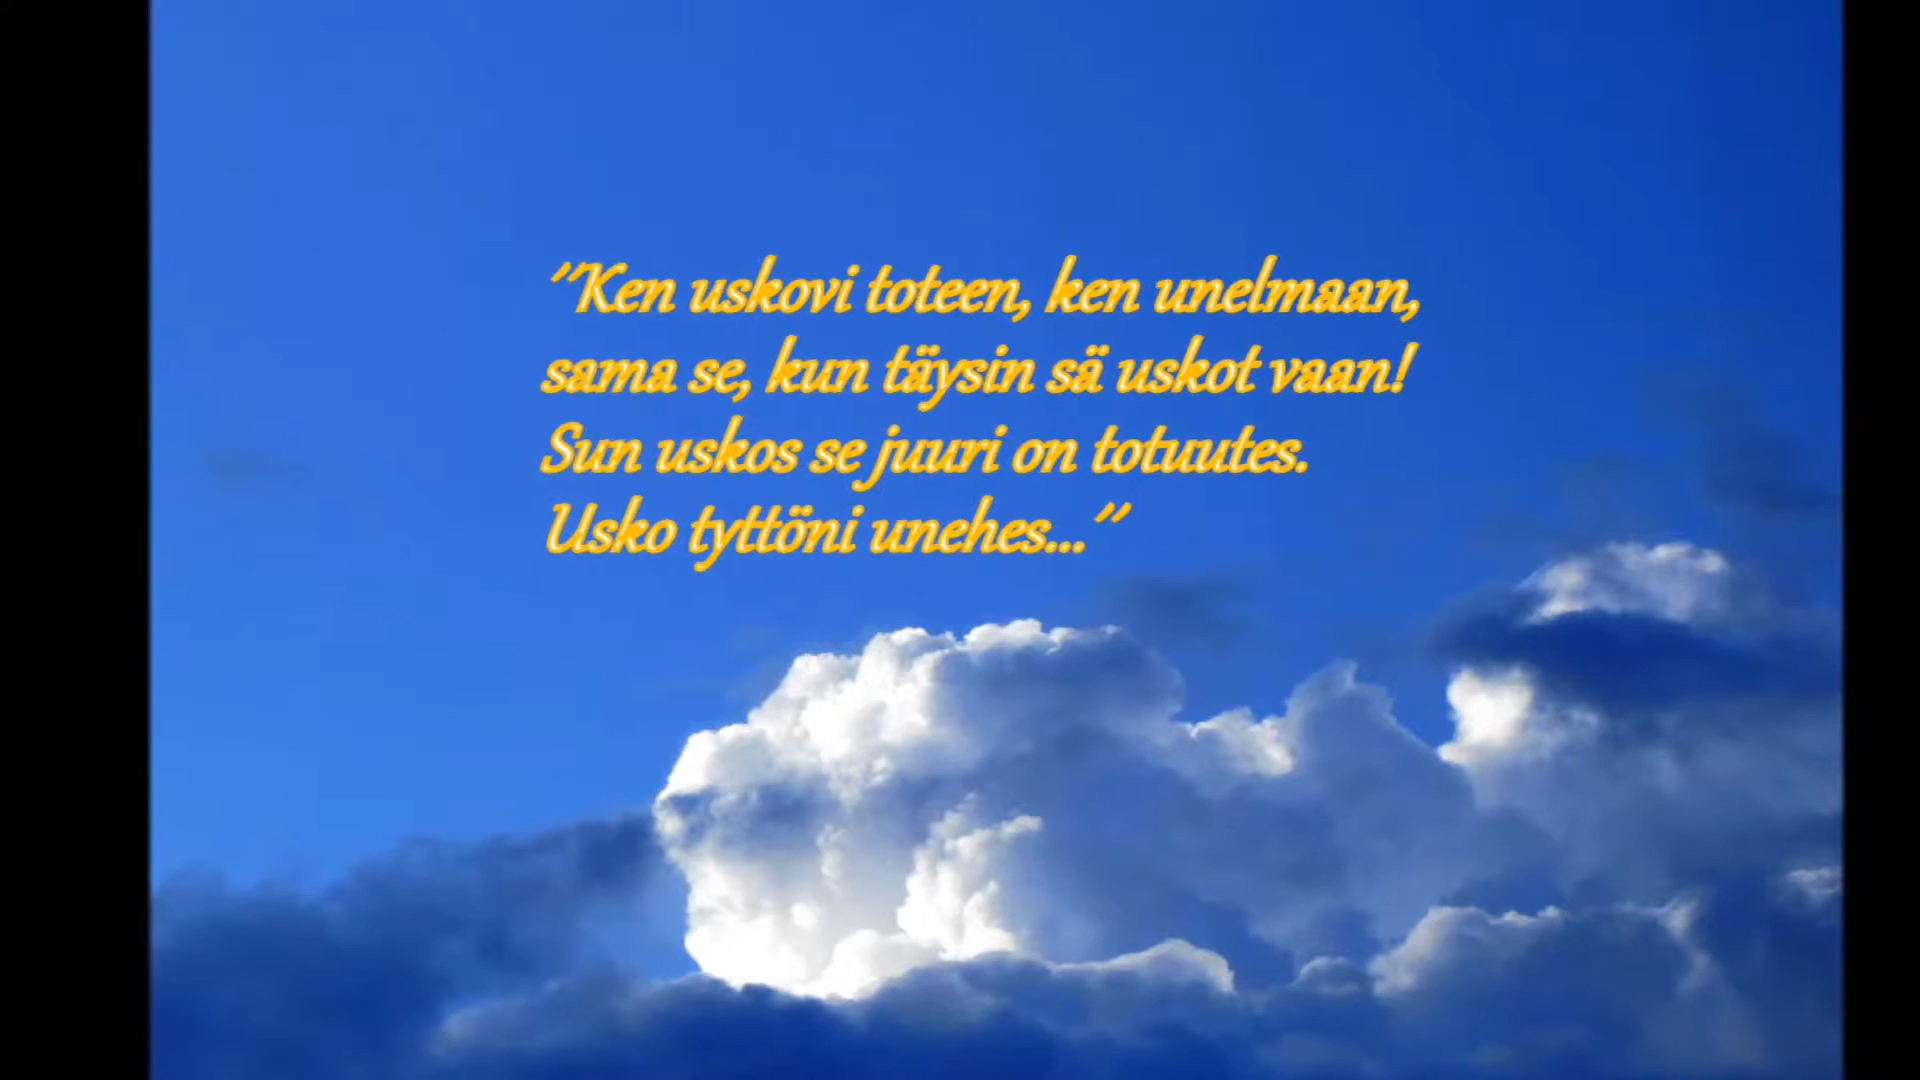 "Ken uskovi toteen, ken unelmaan,
sama se, kun täysin sä uskot vaan!
Sun uskos se juuri on totuutes.
Usko tyttöni unehes..."